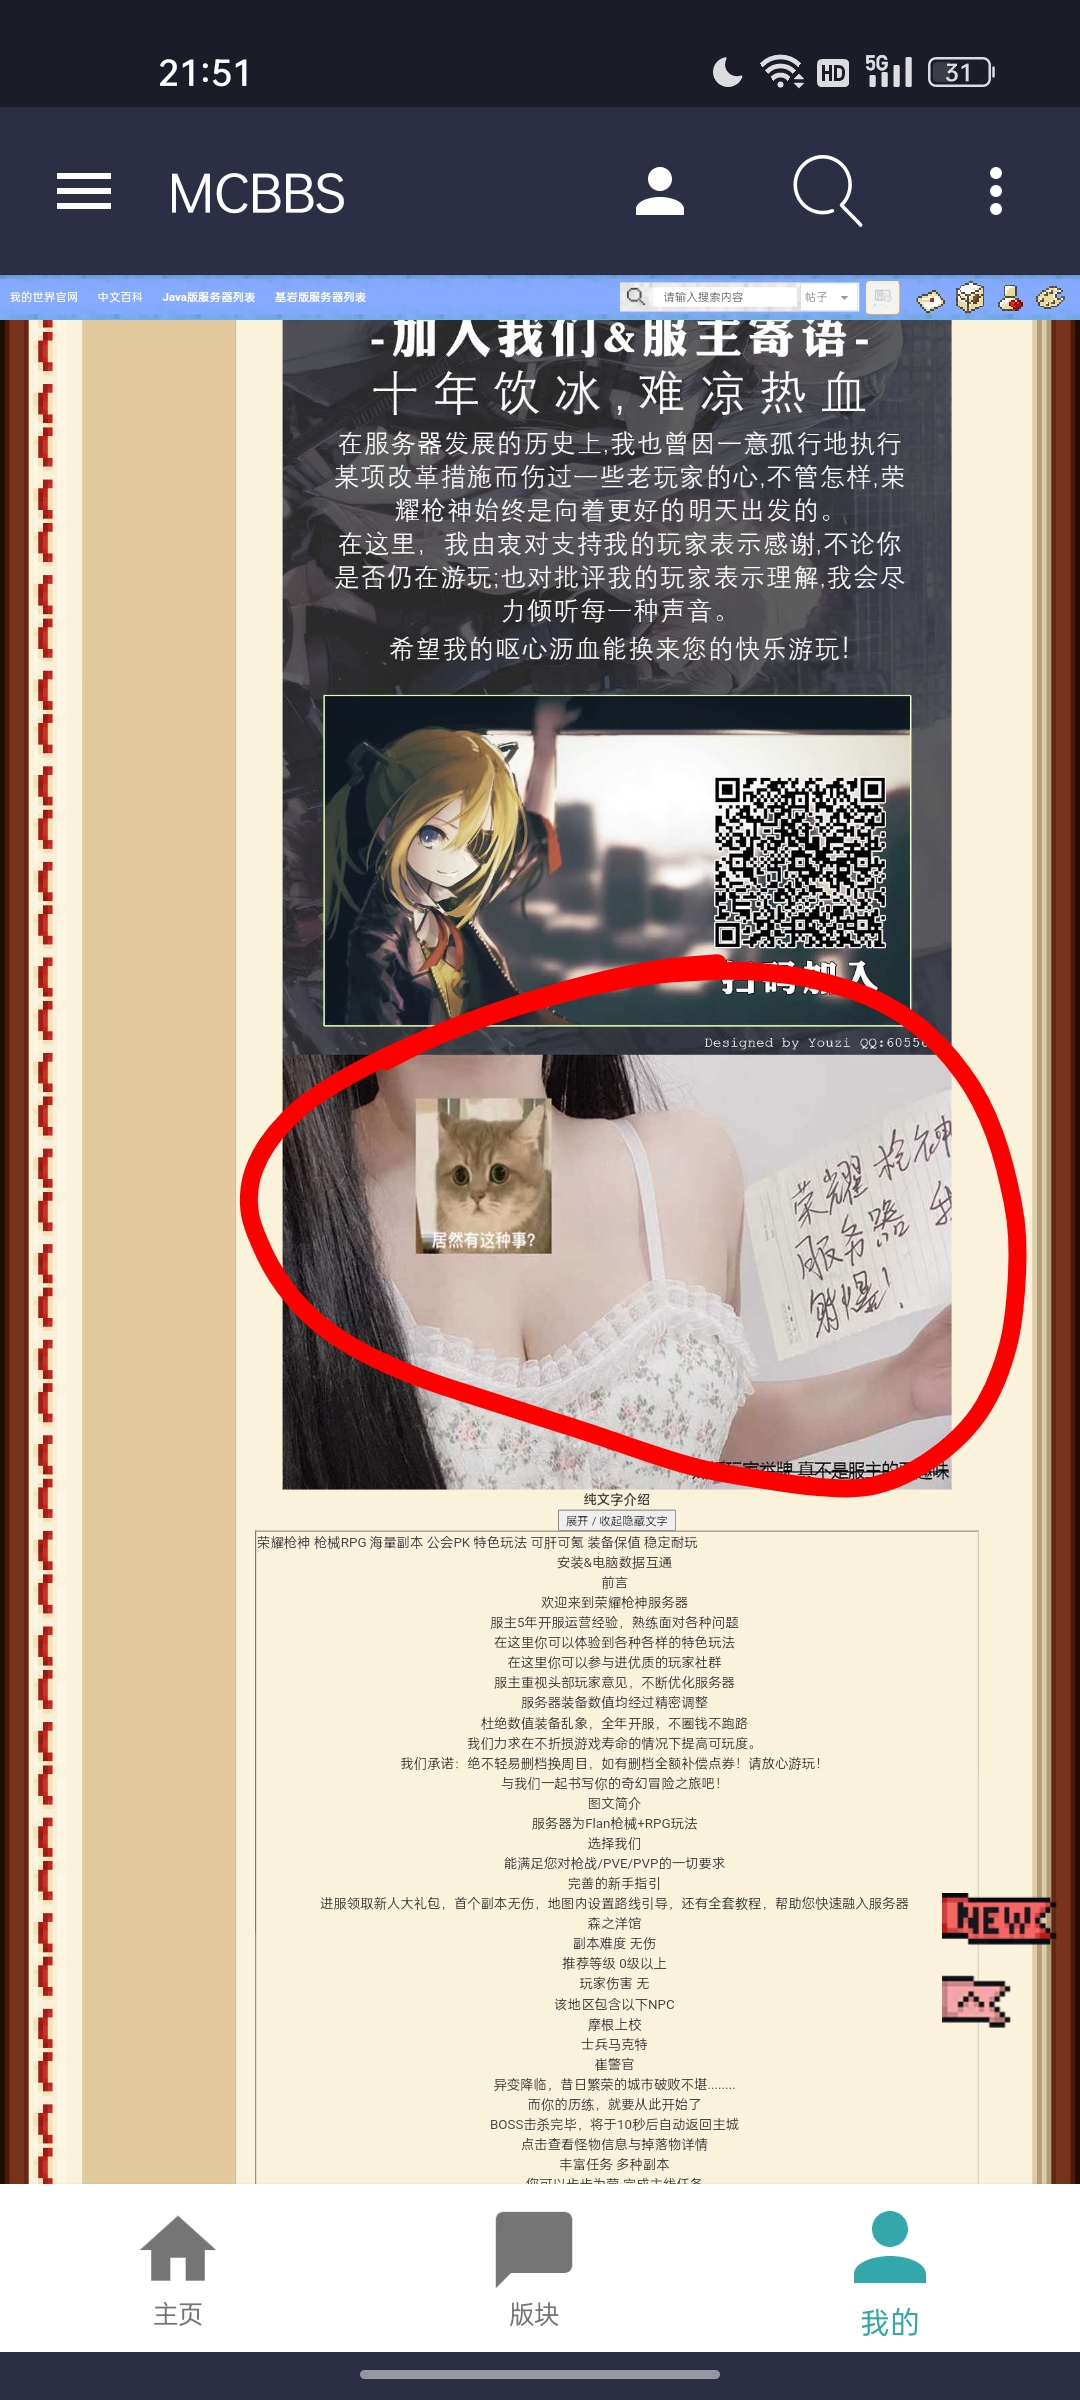 21:51
HD
5G
31
MCBBS
我的世界官网 中文百科 Java版服务器列表 基岩版服务器列表
请输入搜索内容
帖子
-加入我们&服主寄语-
十年饮冰,难凉热血
在服务器发展的历史上,我也曾因一意孤行地执行
某项改革措施而伤过一些老玩家的心,不管怎样,荣
耀枪神始终是向着更好的明天出发的。
在这里，我由衷对支持我的玩家表示感谢,不论你
是否仍在游玩;也对批评我的玩家表示理解,我会尽
力倾听每一种声音。
希望我的呕心沥血能换来您的快乐游玩!
扫码加入
Designed by Youzi QQ:6055
居然有这种事?
荣耀枪神
服务器 我
射爆!
玩家举牌 真不是服主的
趣味
纯文字介绍
展开 / 收起隐藏文字
荣耀枪神 枪械RPG 海量副本 公会PK 特色玩法 可肝可氪 装备保值 稳定耐玩
安装&电脑数据互通
前言
欢迎来到荣耀枪神服务器
服主5年开服运营经验，熟练面对各种问题
在这里你可以体验到各种各样的特色玩法
在这里你可以参与进优质的玩家社群
服主重视头部玩家意见，不断优化服务器
服务器装备数值均经过精密调整
杜绝数值装备乱象，全年开服，不圈钱不跑路
我们力求在不折损游戏寿命的情况下提高可玩度。
我们承诺：绝不轻易删档换周目，如有删档全额补偿点券！请放心游玩！
与我们一起书写你的奇幻冒险之旅吧！
图文简介
服务器为Flan枪械+RPG玩法
选择我们
能满足您对枪战/PVE/PVP的一切要求
完善的新手指引
进服领取新人大礼包，首个副本无伤，地图内设置路线引导，还有全套教程，帮助您快速融入服务器
森之洋馆
副本难度 无伤
推荐等级 0级以上
玩家伤害 无
该地区包含以下NPC
摩根上校
士兵马克特
崔警官
异变降临，昔日繁荣的城市破败不堪........
而你的历练，就要从此开始了
BOSS击杀完毕，将于10秒后自动返回主城
点击查看怪物信息与掉落物详情
丰富任务 多种副本
NEW
主页
版块
我的